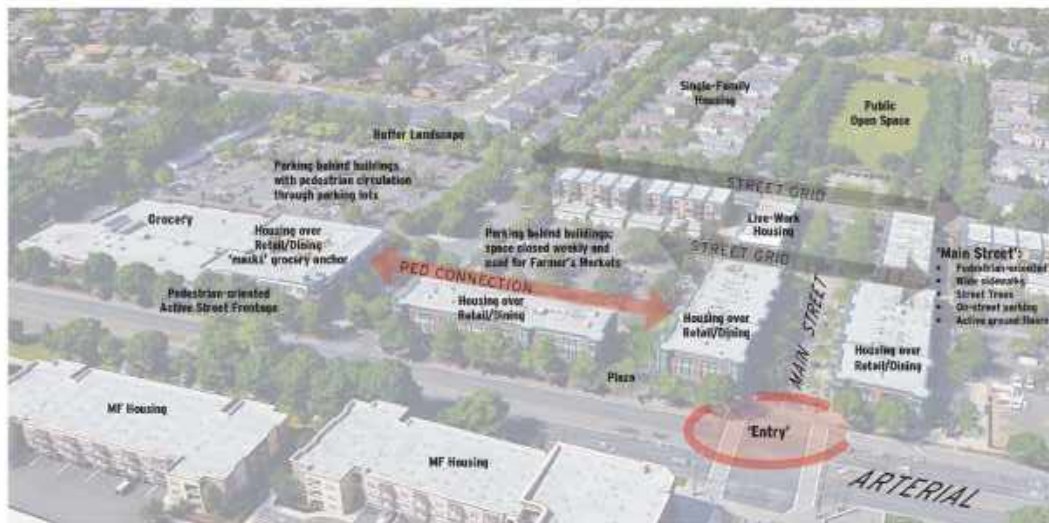 Single-Family
Housing
Public
Open Space
Buffer Landscape
Parking behind buildings
with pedestrian circulation
through parking lots
STREET GRID
Grocery
Housing over
Retail/Dining
'masks' grocery anchor
Parking behind buildings;
space closed weekly and
used for Farmer's Markets
Live-Work
Housing
STREET GRID
'Main Street':
• Pedestrian-oriented
• Wide sidewalks
• Street Trees
• On-street parking
• Active ground floors
PED CONNECTION
Pedestrian-oriented
Active Street Frontage
Housing over
Retail/Dining
Housing over
Retail/Dining
MAIN STREET
Housing over
Retail/Dining
Plaza
MF Housing
'Entry'
MF Housing
ARTERIAL